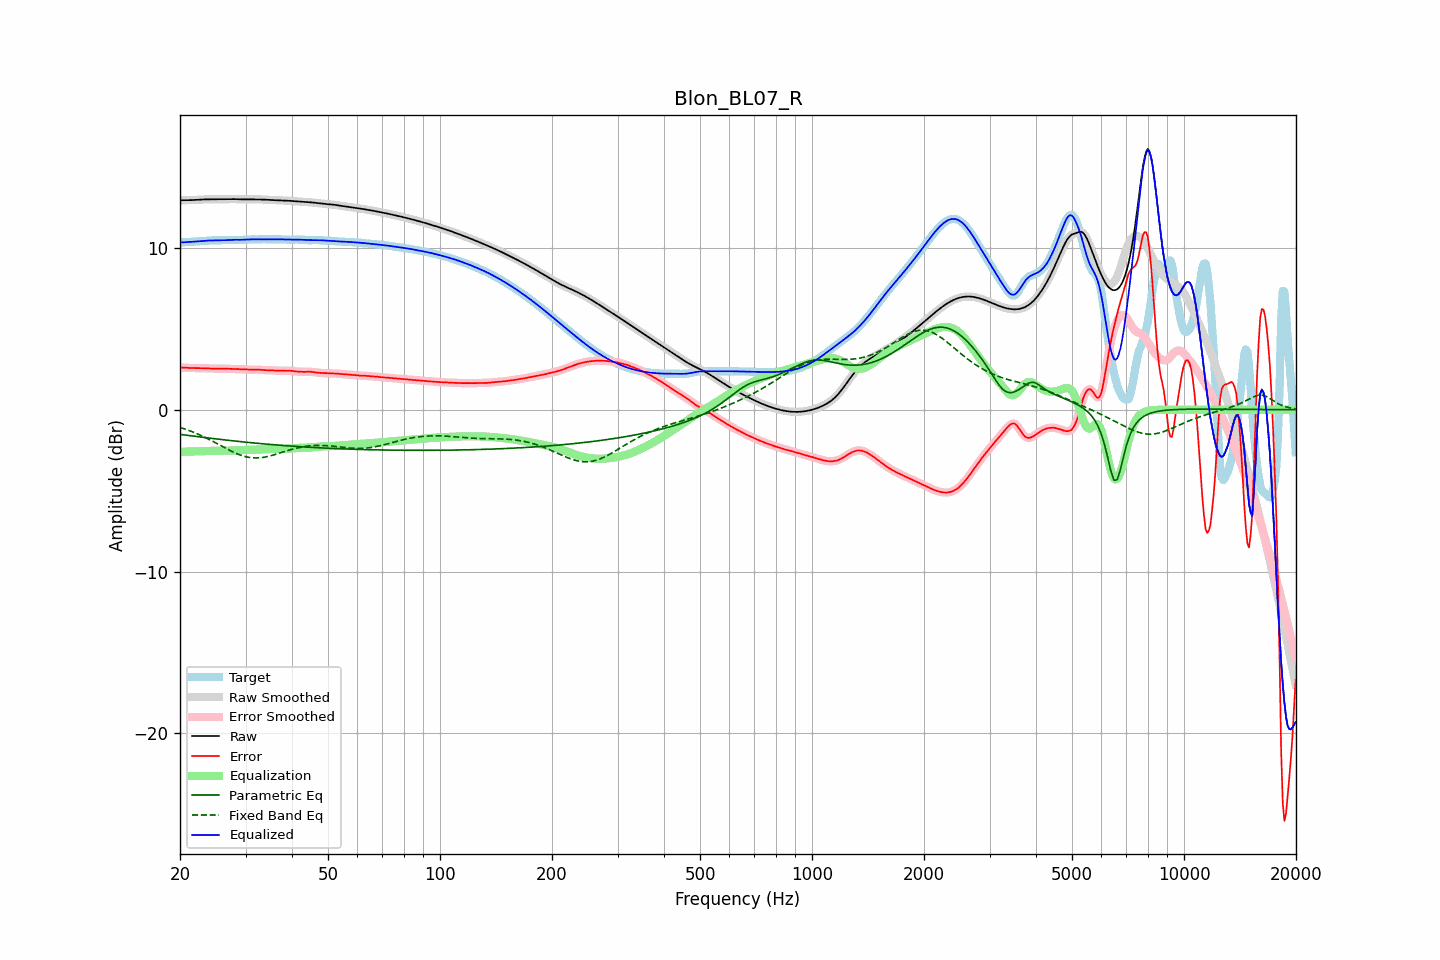 Blon_BL07_R
Amplitude (dBr)
10
0
−10
−20
Target
Raw Smoothed
Error Smoothed
Raw
Error
Equalization
Parametric Eq
Fixed Band Eq
Equalized
20 50 100 200 500 1000 2000 5000 10000 20000
Frequency (Hz)